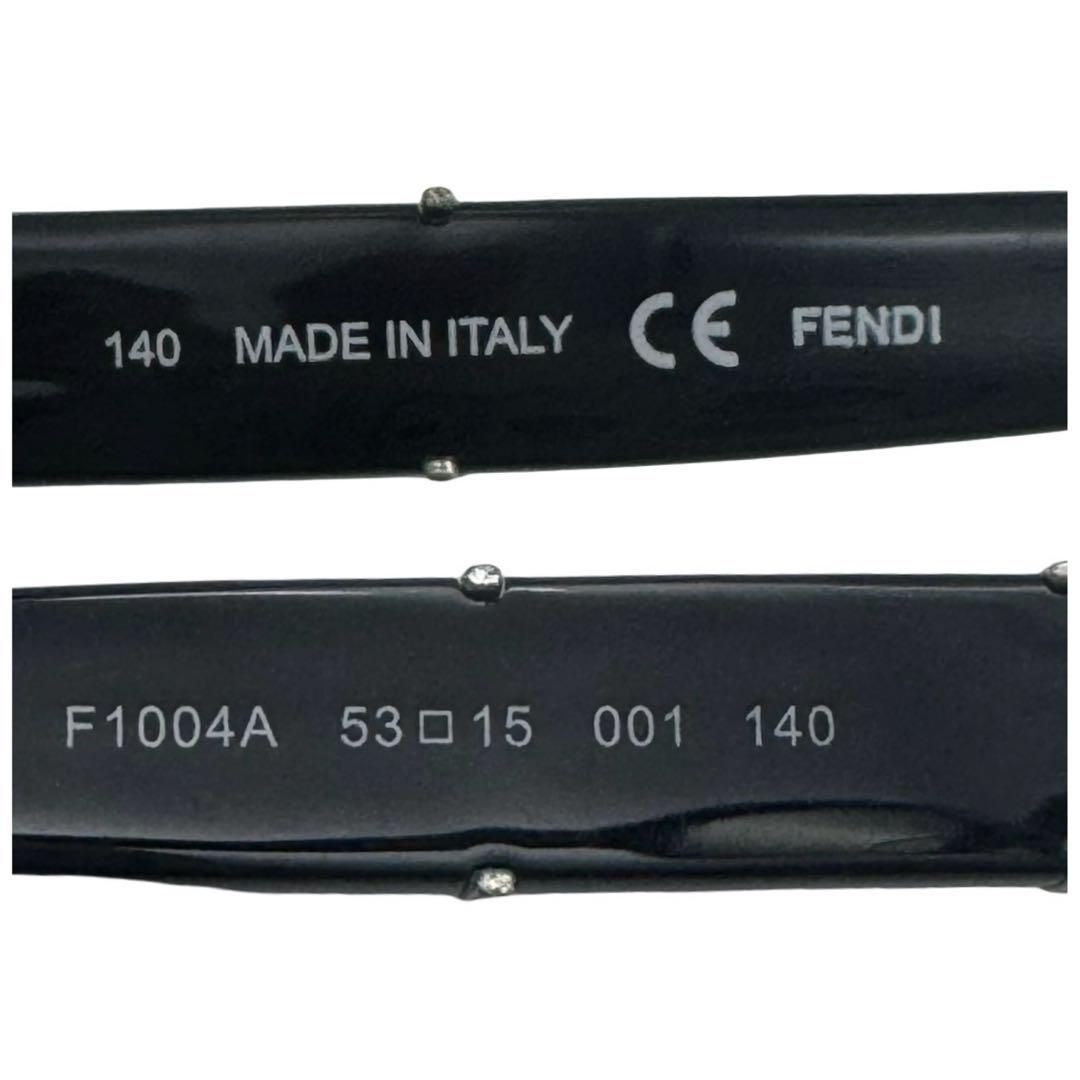 140 MADE IN ITALY CE FENDI
F1004A 53□15 001 140